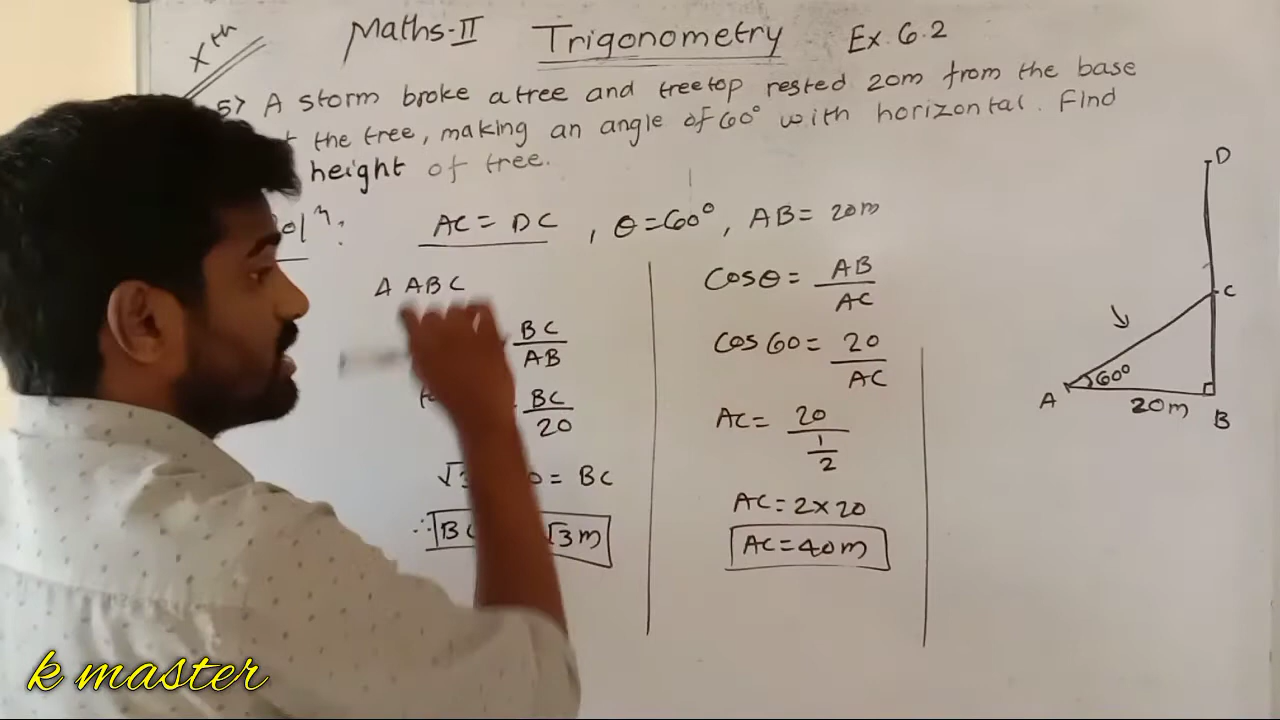 Xth Maths-II Trigonometry Ex. 6.2
5> A storm broke a tree and treetop rested 20m from the base
the tree, making an angle of 60° with horizontal. Find
height of tree.
AC = DC , θ=60° , AB= 20m
Δ ABC
BC
AB
BC
20
= BC
√3m
Cosθ = AB
AC
Cos 60 = 20
AC
AC = 20
1
2
AC = 2 x 20
AC = 40m
D
C
60°
A
20m
B
k master